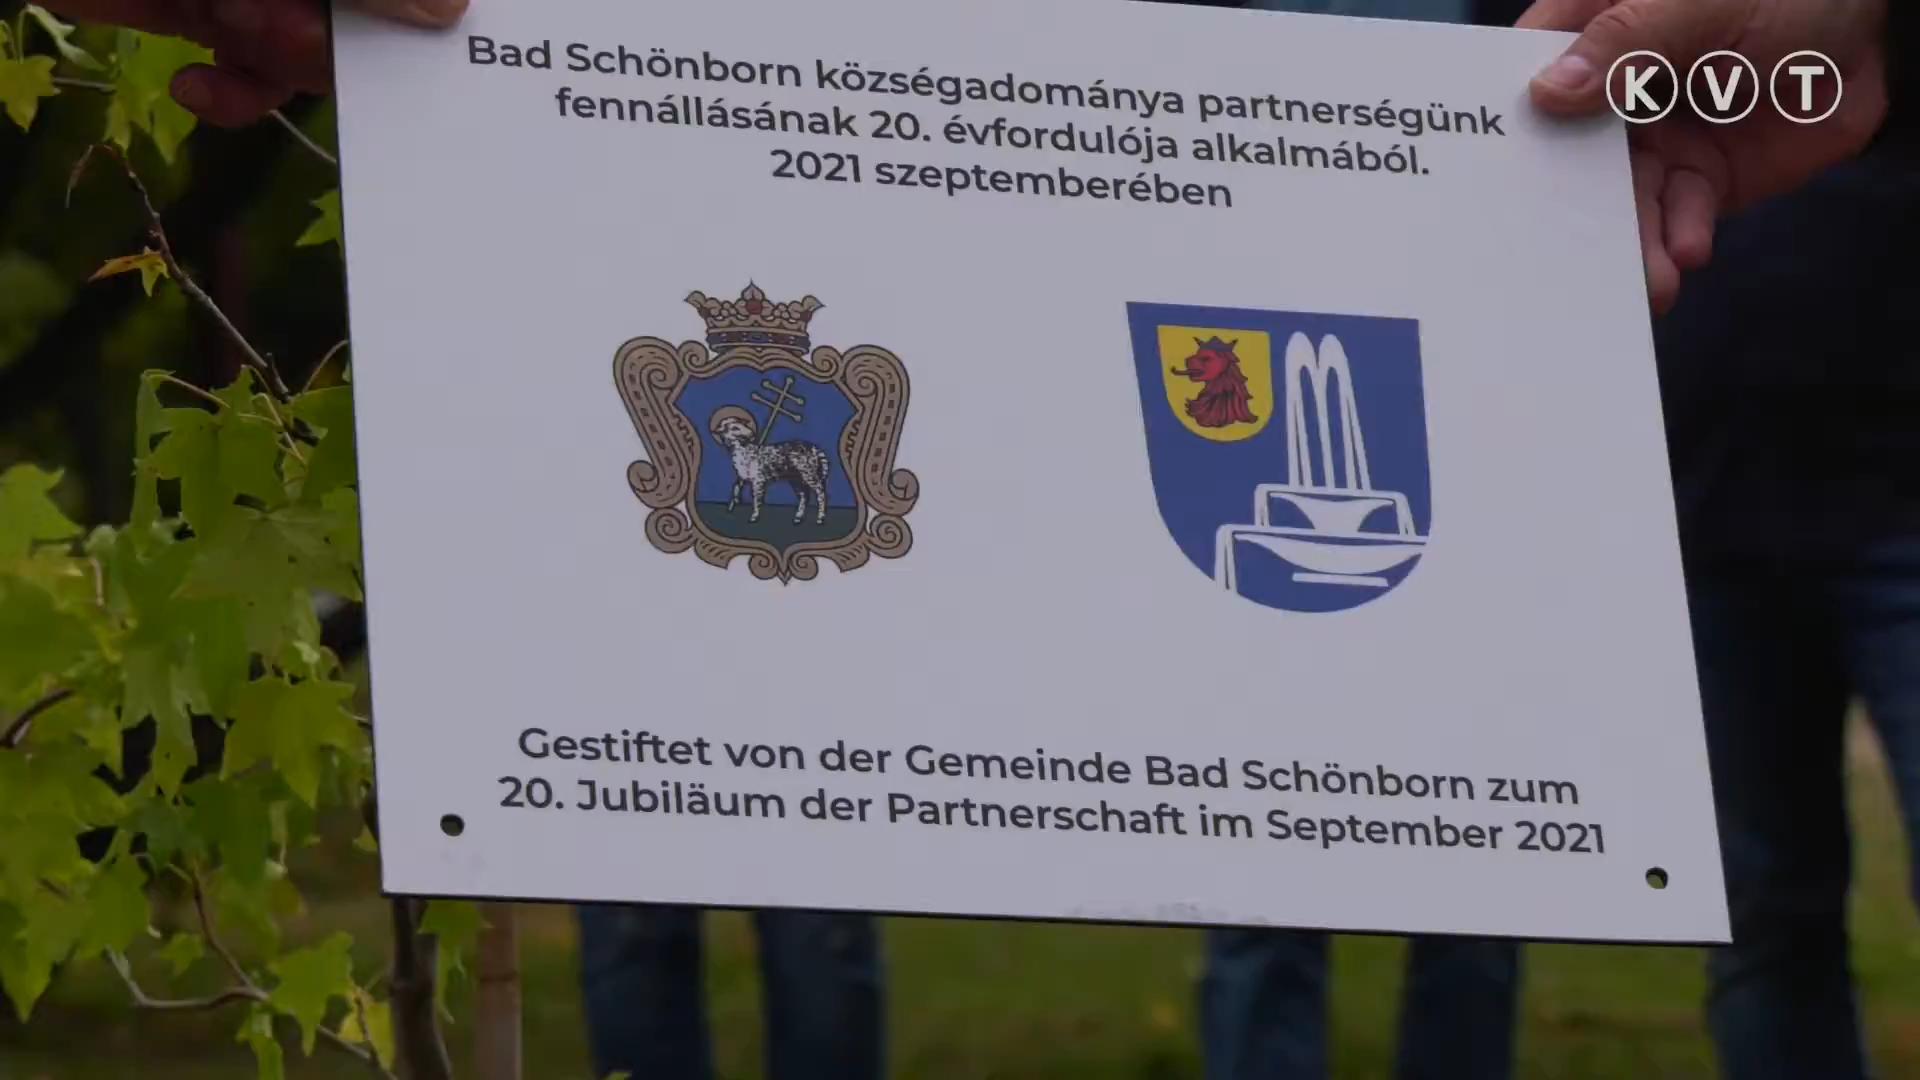 Bad Schönborn községadománya partnerségünk
fennállásának 20. évfordulója alkalmából.
2021 szeptemberében
Gestiftet von der Gemeinde Bad Schönborn zum
20. Jubiläum der Partnerschaft im September 2021
KVT